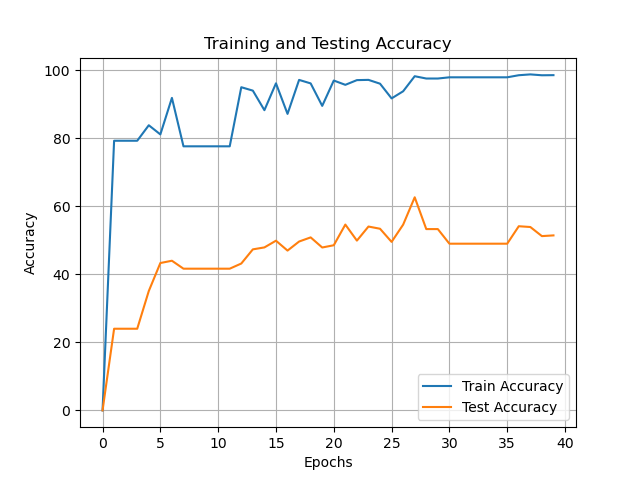 Training and Testing Accuracy
100
80
60
40
20
0
Accuracy
0 5 10 15 20 25 30 35 40
Epochs
Train Accuracy
Test Accuracy